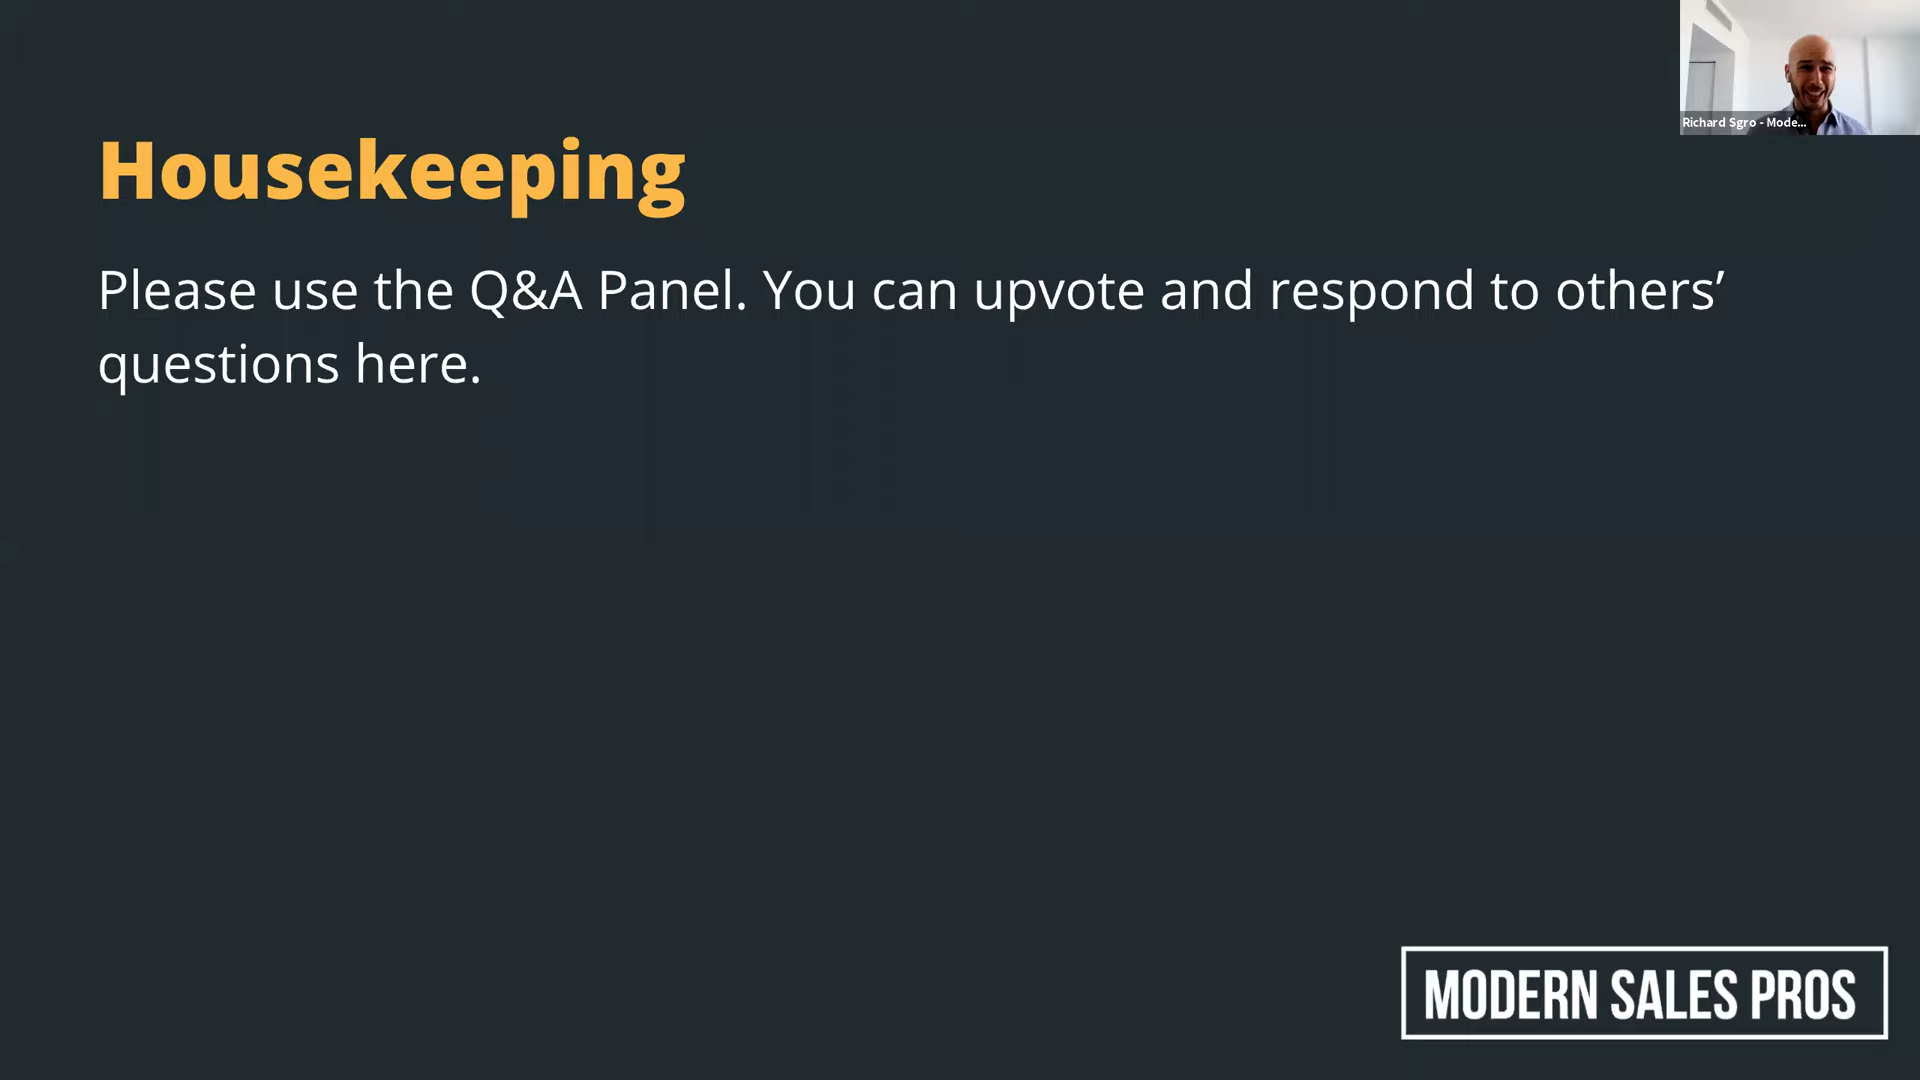 Richard Sgro - Mode...
Housekeeping
Please use the Q&A Panel. You can upvote and respond to others’
questions here.
MODERN SALES PROS